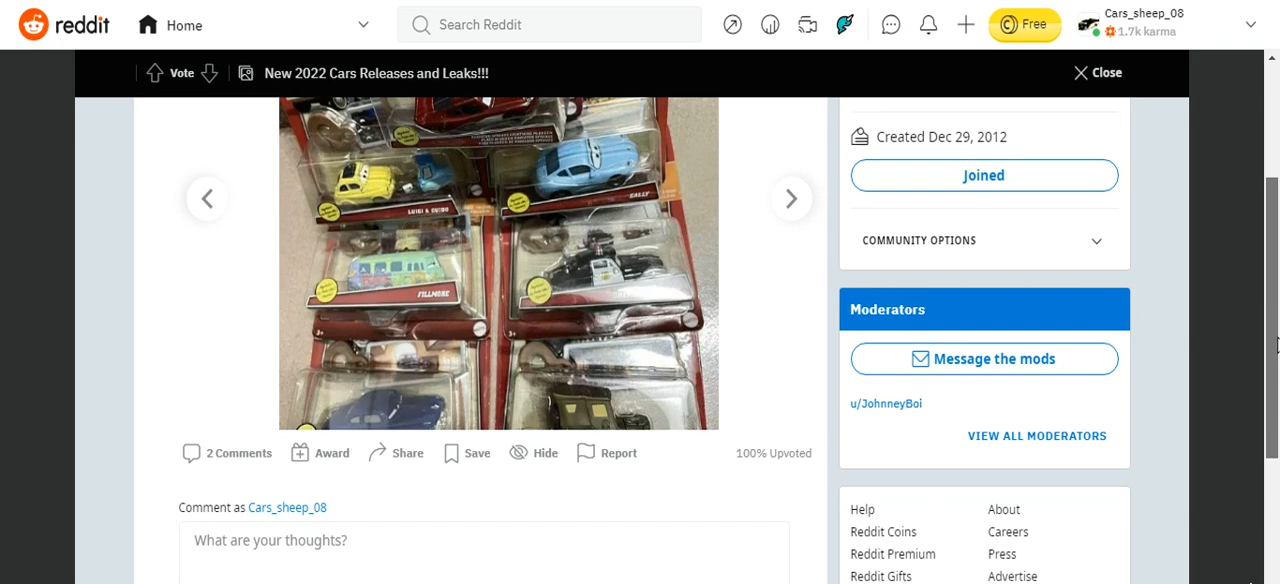 reddit
Home
Search Reddit
Free
Cars_sheep_08
1.7k karma
Vote
New 2022 Cars Releases and Leaks!!!
Close
Created Dec 29, 2012
Joined
COMMUNITY OPTIONS
LUIGI & GUIDO
SALLY
FILLMORE
3+
3+
Moderators
Message the mods
u/JohnneyBoi
VIEW ALL MODERATORS
2 Comments
Award
Share
Save
Hide
Report
100% Upvoted
Comment as Cars_sheep_08
What are your thoughts?
Help
About
Reddit Coins
Careers
Reddit Premium
Press
Reddit Gifts
Advertise